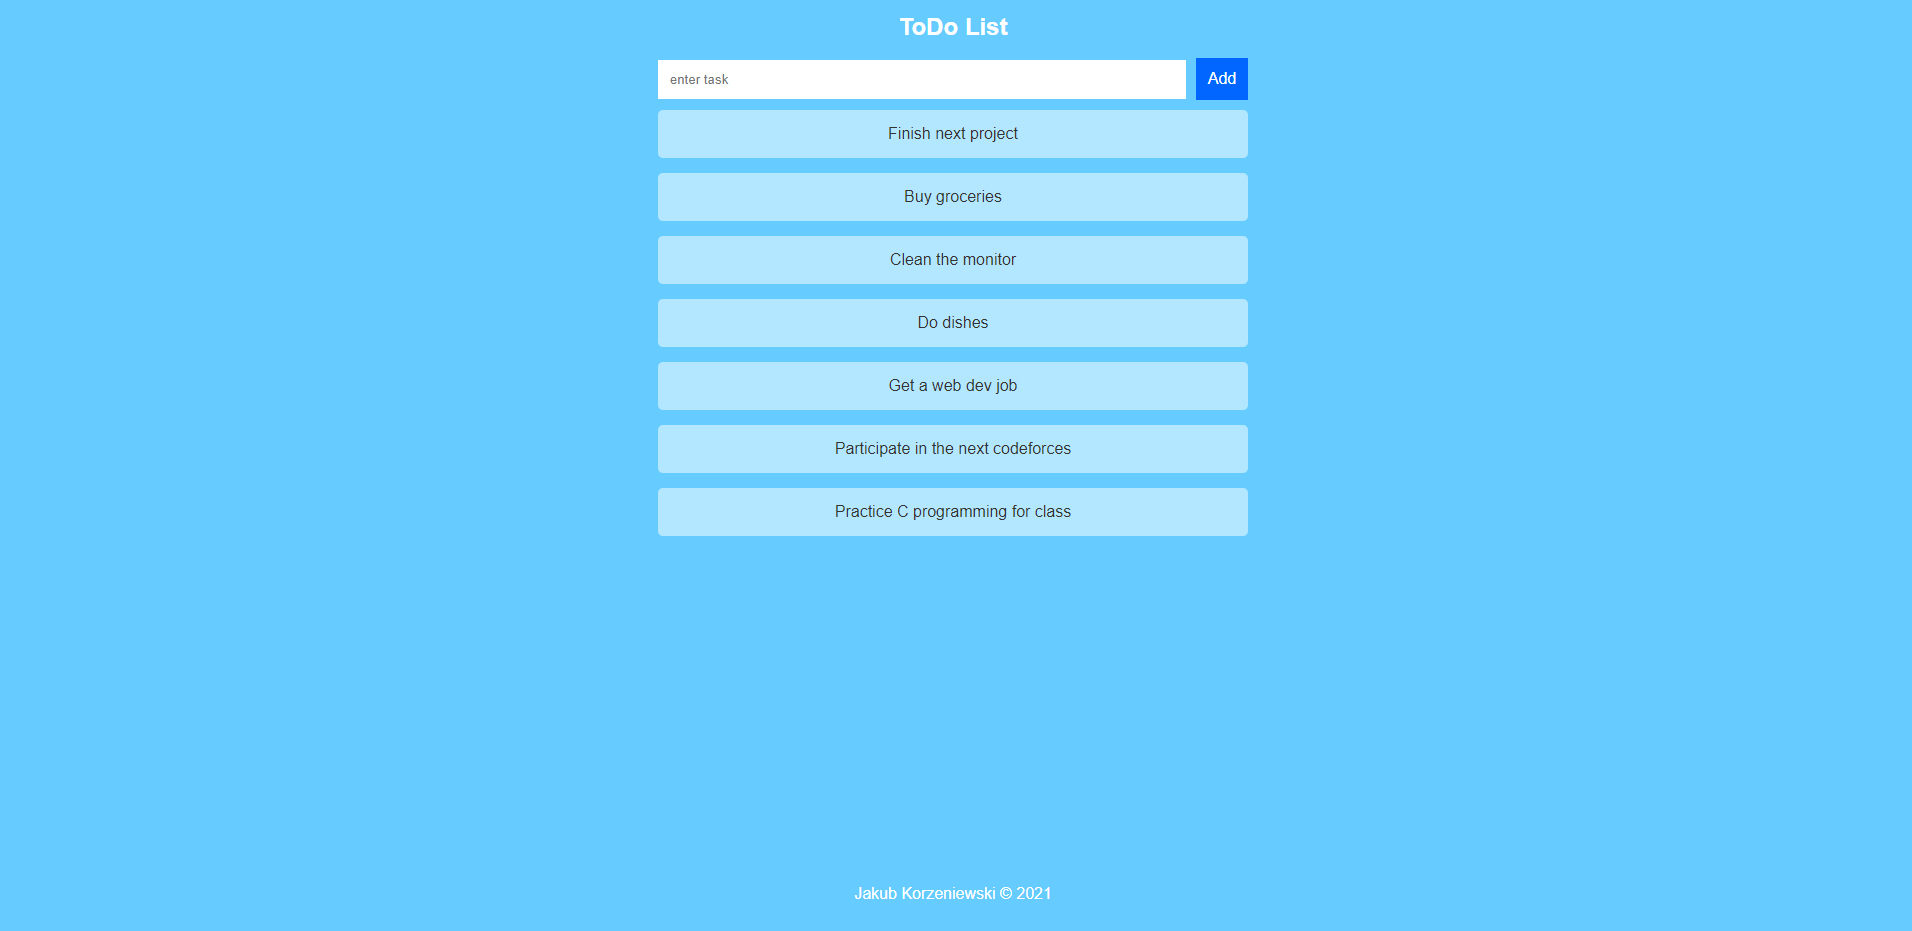 ToDo List
enter task
Add
Finish next project
Buy groceries
Clean the monitor
Do dishes
Get a web dev job
Participate in the next codeforces
Practice C programming for class
Jakub Korzeniewski © 2021